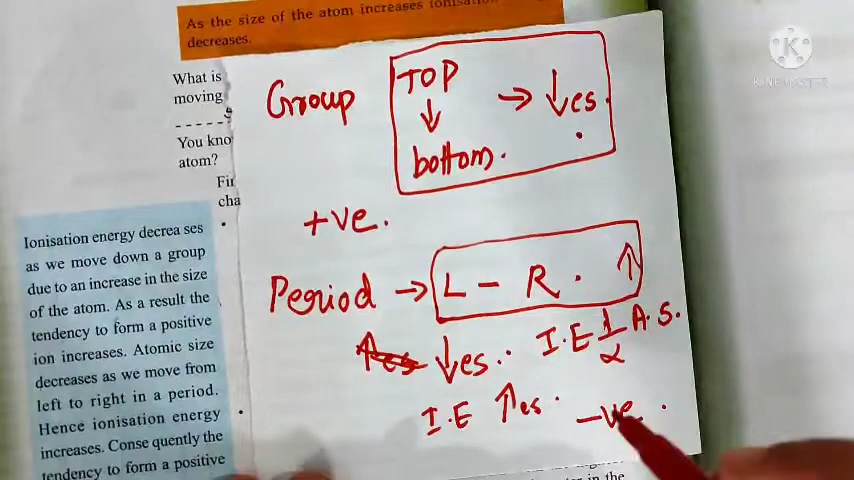 As the size of the atom increases ionisation
decreases.
What is
moving
You kno
atom?
Fir
cha
Ionisation energy decrea ses
as we move down a group
due to an increase in the size
of the atom. As a result the
tendency to form a positive
ion increases. Atomic size
decreases as we move from
left to right in a period.
Hence ionisation energy
increases. Conse quently the
tendency to form a positive
Group
TOP
↓
bottom.
→ ↓es.
+ve.
Period → L - R. ↑
↓es..
I.E 1/α A.S.
I.E ↑es.
-ve.
in the
KINEMASTER